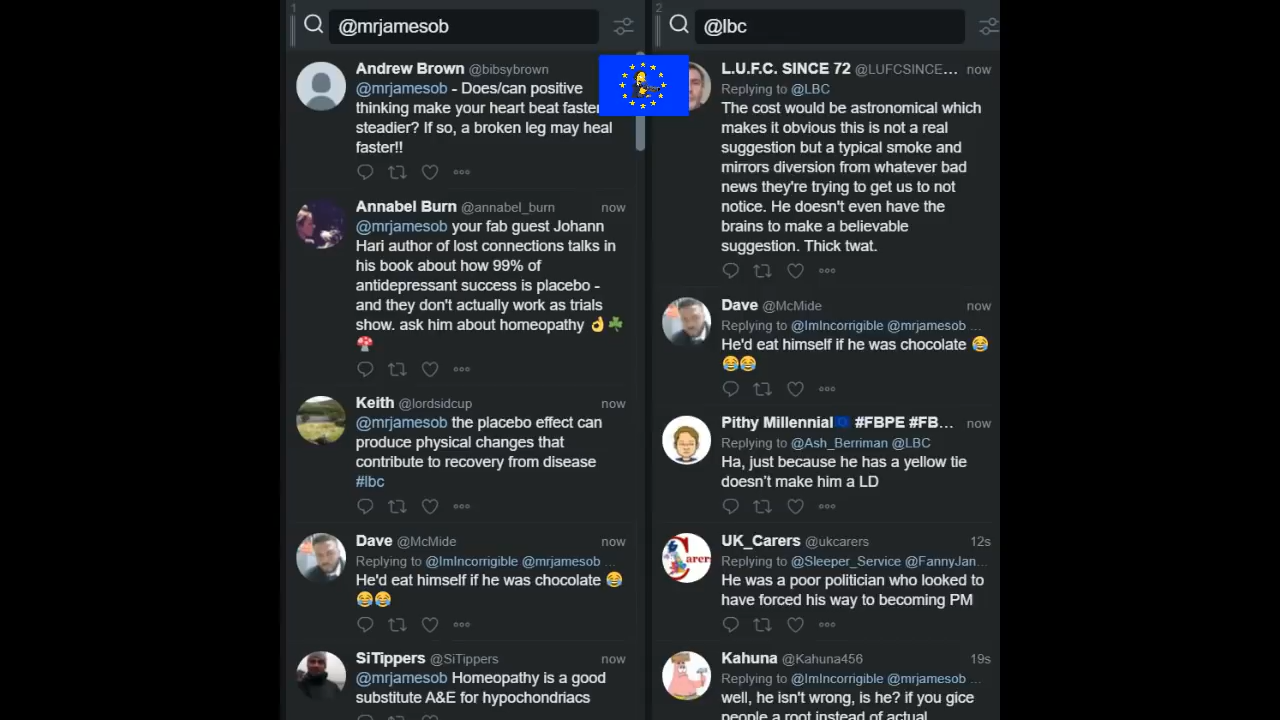 1
@mrjamesob
Andrew Brown @bibsybrown
@mrjamesob - Does/can positive
thinking make your heart beat faster
steadier? If so, a broken leg may heal
faster!!
Annabel Burn @annabel_burn now
@mrjamesob your fab guest Johann
Hari author of lost connections talks in
his book about how 99% of
antidepressant success is placebo -
and they don't actually work as trials
show. ask him about homeopathy 👌☘️
🍄
Keith @lordsidcup now
@mrjamesob the placebo effect can
produce physical changes that
contribute to recovery from disease
#lbc
Dave @McMide now
Replying to @ImIncorrigible @mrjamesob ...
He'd eat himself if he was chocolate 😂
😂😂
SiTippers @SiTippers now
@mrjamesob Homeopathy is a good
substitute A&E for hypochondriacs
2
@lbc
L.U.F.C. SINCE 72 @LUFCSINCE... now
Replying to @LBC
The cost would be astronomical which
makes it obvious this is not a real
suggestion but a typical smoke and
mirrors diversion from whatever bad
news they're trying to get us to not
notice. He doesn't even have the
brains to make a believable
suggestion. Thick twat.
Dave @McMide now
Replying to @ImIncorrigible @mrjamesob ...
He'd eat himself if he was chocolate 😂
😂😂
Pithy Millennial🇪🇺 #FBPE #FB... now
Replying to @Ash_Berriman @LBC
Ha, just because he has a yellow tie
doesn't make him a LD
UK_Carers @ukcarers 12s
Replying to @Sleeper_Service @FannyJan...
He was a poor politician who looked to
have forced his way to becoming PM
Kahuna @Kahuna456 19s
Replying to @ImIncorrigible @mrjamesob ...
well, he isn't wrong, is he? if you gice
people a root instead of actual